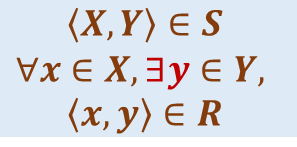 ⟨X, Y⟩ ∈ S
∀x ∈ X, ∃y ∈ Y,
⟨x, y⟩ ∈ R